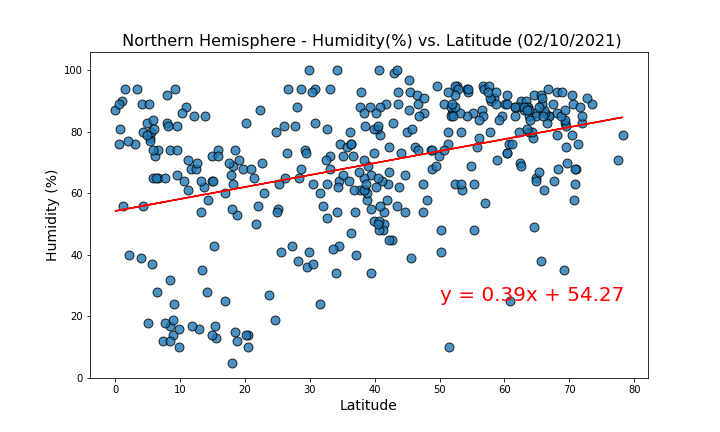 Northern Hemisphere - Humidity(%) vs. Latitude (02/10/2021)
100
80
60
40
20
0
Humidity (%)
y = 0.39x + 54.27
0 10 20 30 40 50 60 70 80
Latitude